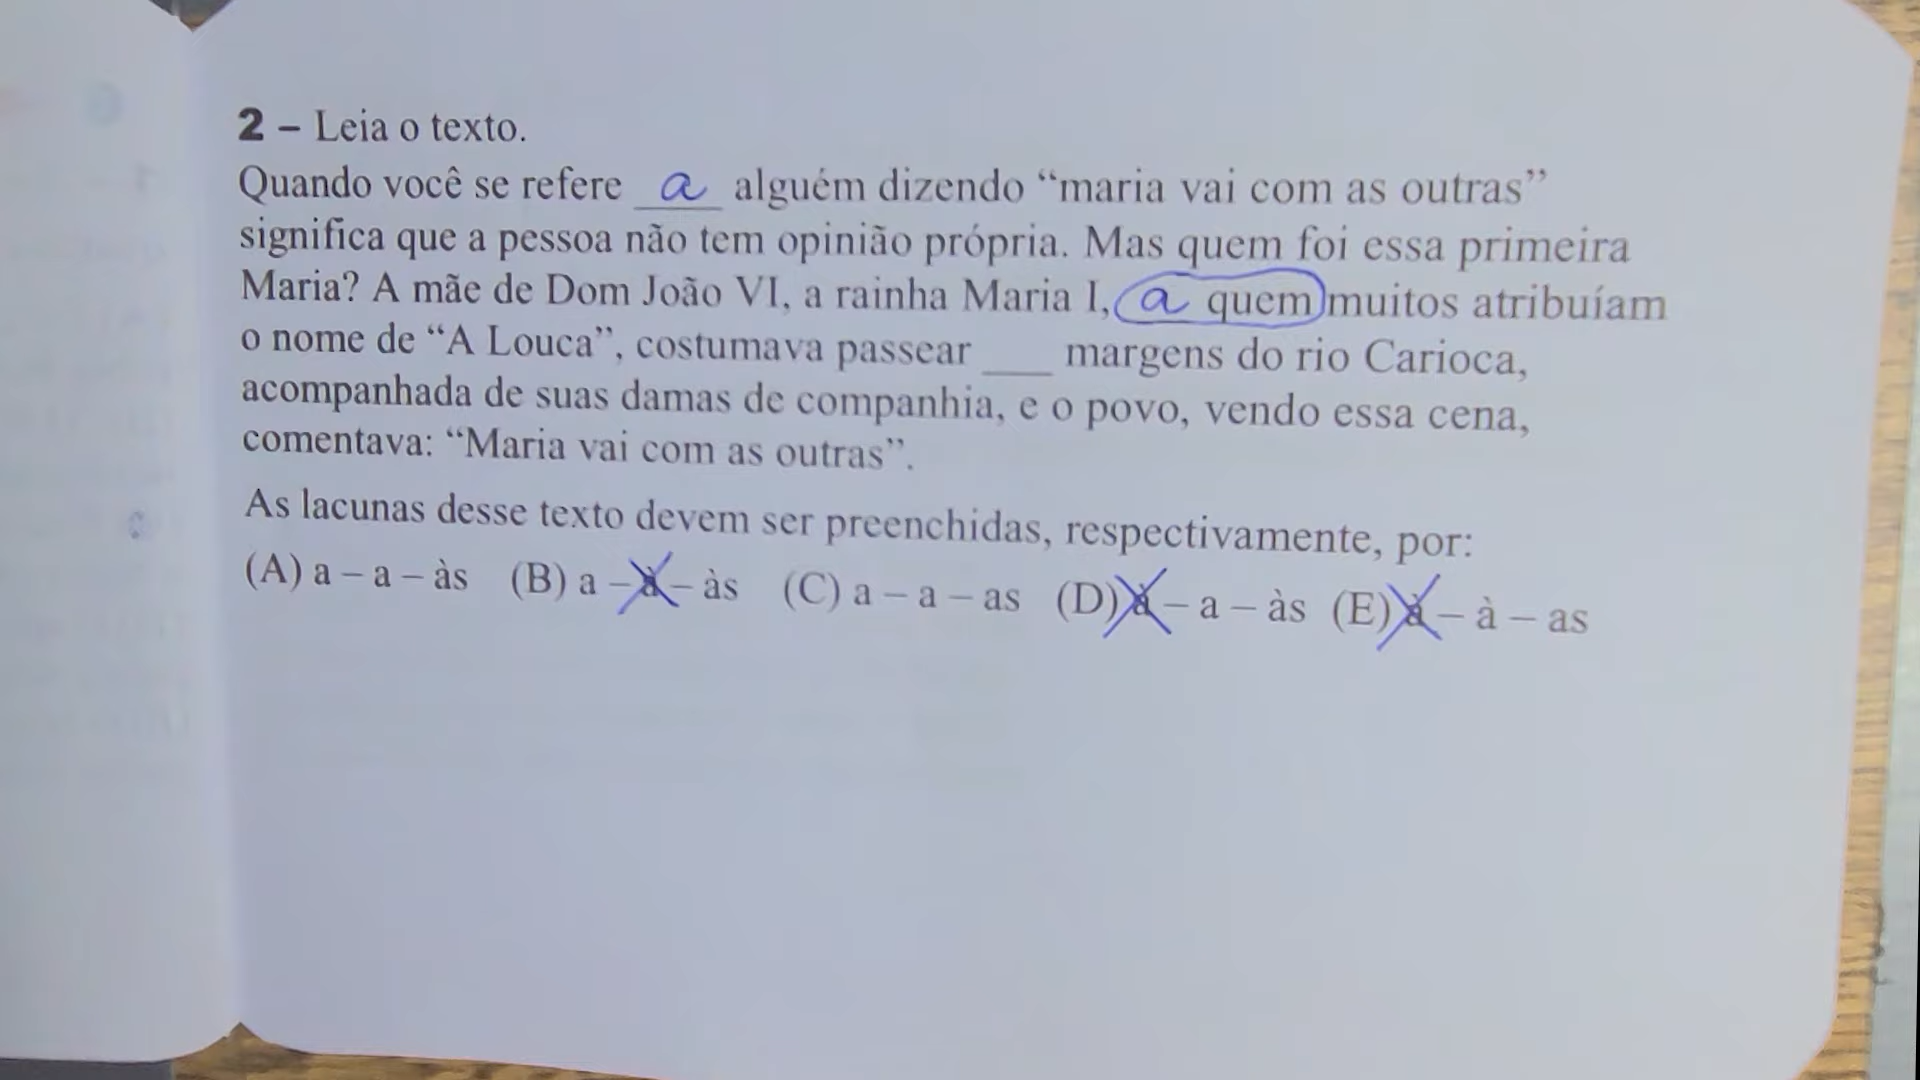 2 – Leia o texto.
Quando você se refere a alguém dizendo “maria vai com as outras”
significa que a pessoa não tem opinião própria. Mas quem foi essa primeira
Maria? A mãe de Dom João VI, a rainha Maria I, a quem muitos atribuíam
o nome de “A Louca”, costumava passear ____ margens do rio Carioca,
acompanhada de suas damas de companhia, e o povo, vendo essa cena,
comentava: “Maria vai com as outras”.
As lacunas desse texto devem ser preenchidas, respectivamente, por:
(A) a – a – às (B) a – à – às (C) a – a – as (D) à – a – às (E) à – à – as